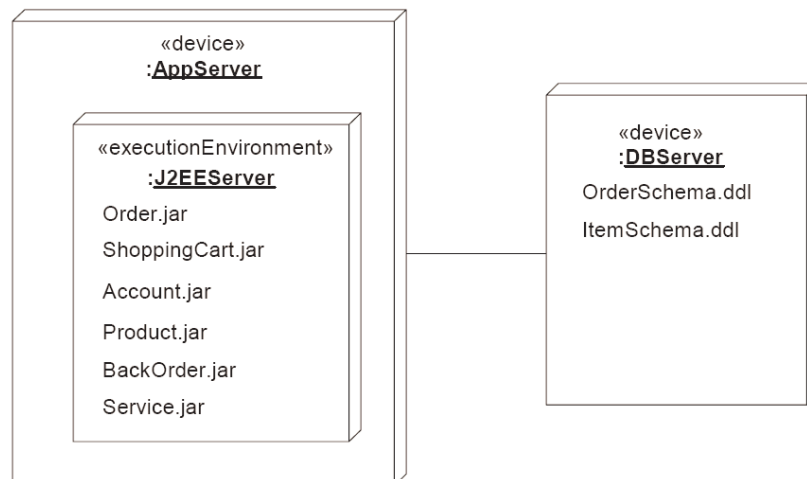 «device»
:AppServer
«executionEnvironment»
:J2EEServer
Order.jar
ShoppingCart.jar
Account.jar
Product.jar
BackOrder.jar
Service.jar
«device»
:DBServer
OrderSchema.ddl
ItemSchema.ddl